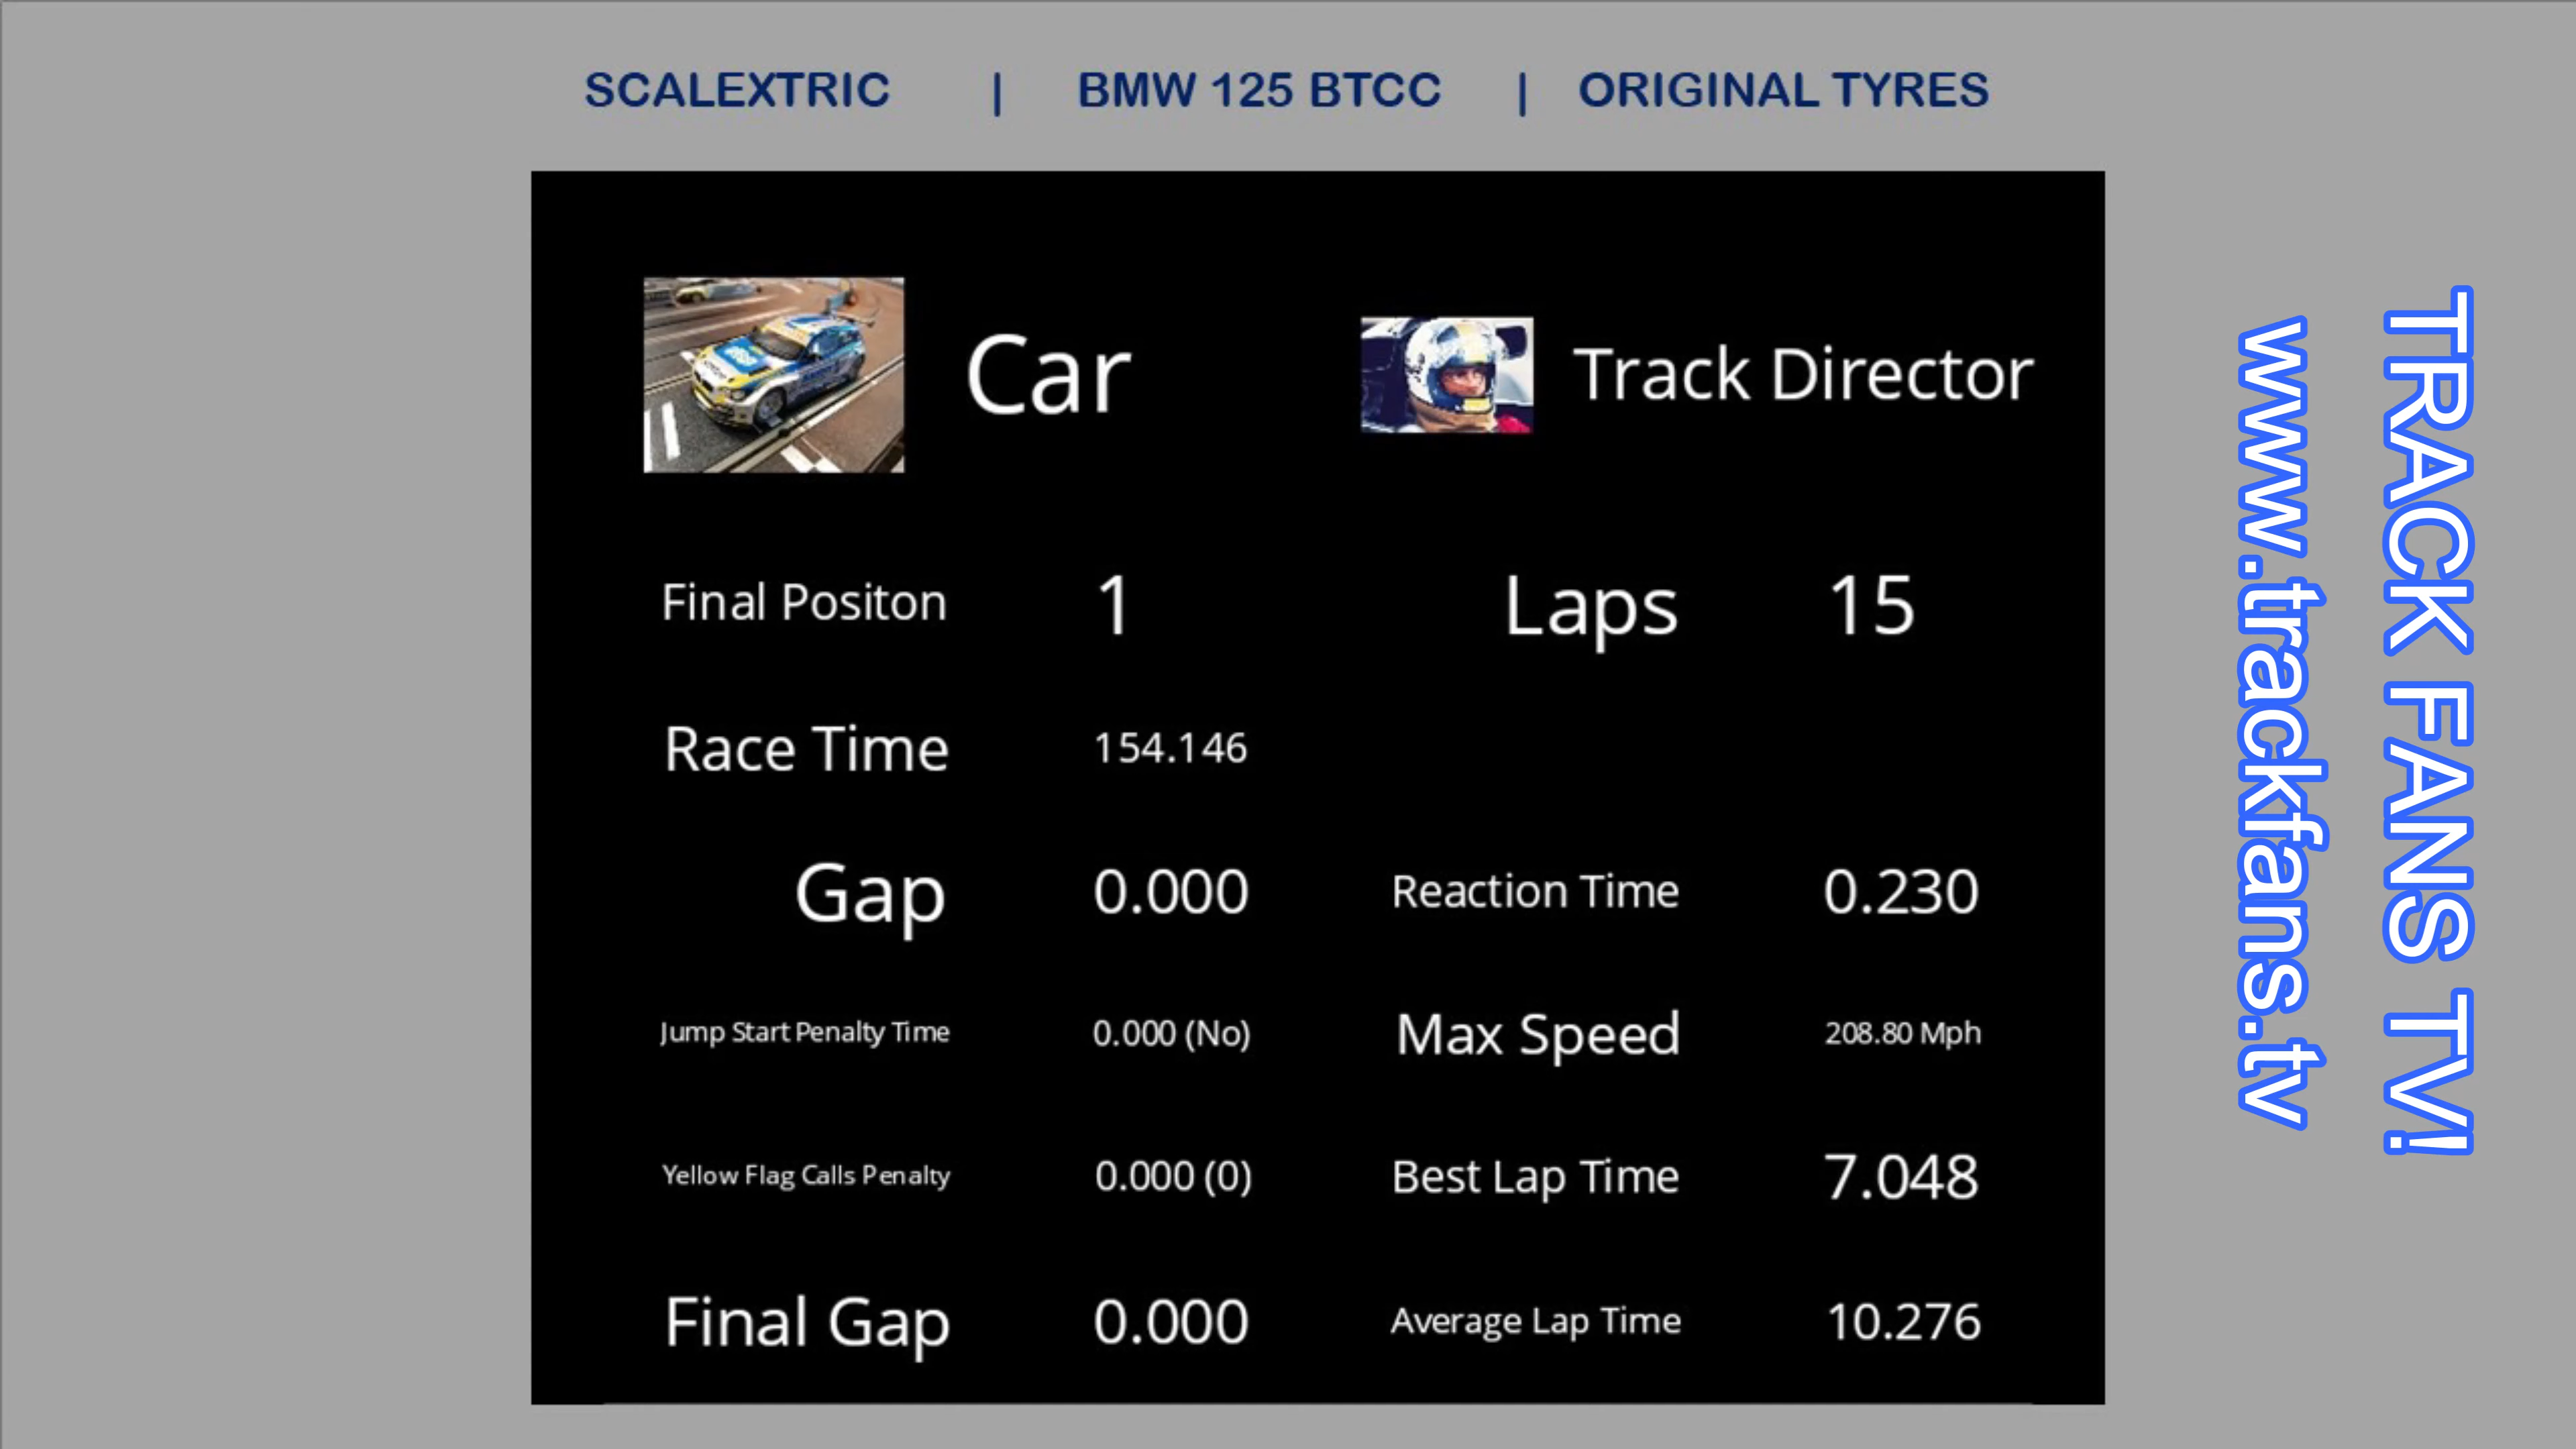 SCALEXTRIC | BMW 125 BTCC | ORIGINAL TYRES
Car
Track Director
Final Positon 1 Laps 15
Race Time 154.146
Gap 0.000 Reaction Time 0.230
Jump Start Penalty Time 0.000 (No) Max Speed 208.80 Mph
Yellow Flag Calls Penalty 0.000 (0) Best Lap Time 7.048
Final Gap 0.000 Average Lap Time 10.276
TRACK FANS TV!
www.trackfans.tv